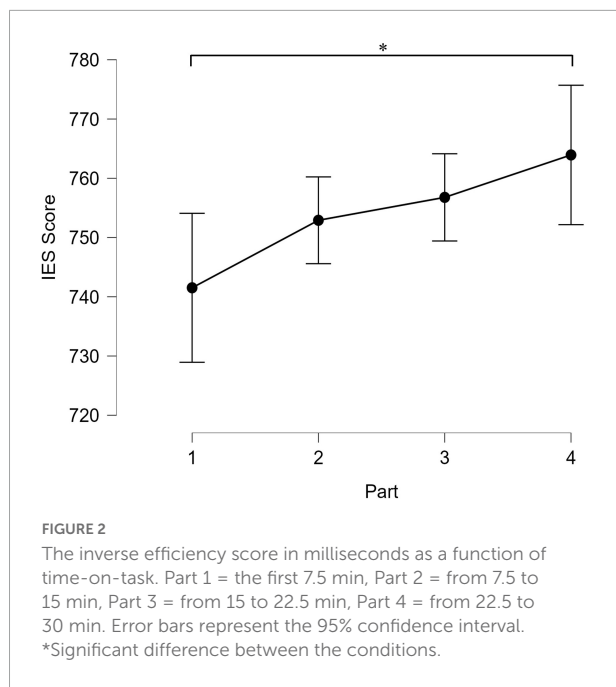 *
780
770
760
750
740
730
720
IES Score
1 2 3 4
Part
FIGURE 2
The inverse efficiency score in milliseconds as a function of
time-on-task. Part 1 = the first 7.5 min, Part 2 = from 7.5 to
15 min, Part 3 = from 15 to 22.5 min, Part 4 = from 22.5 to
30 min. Error bars represent the 95% confidence interval.
*Significant difference between the conditions.